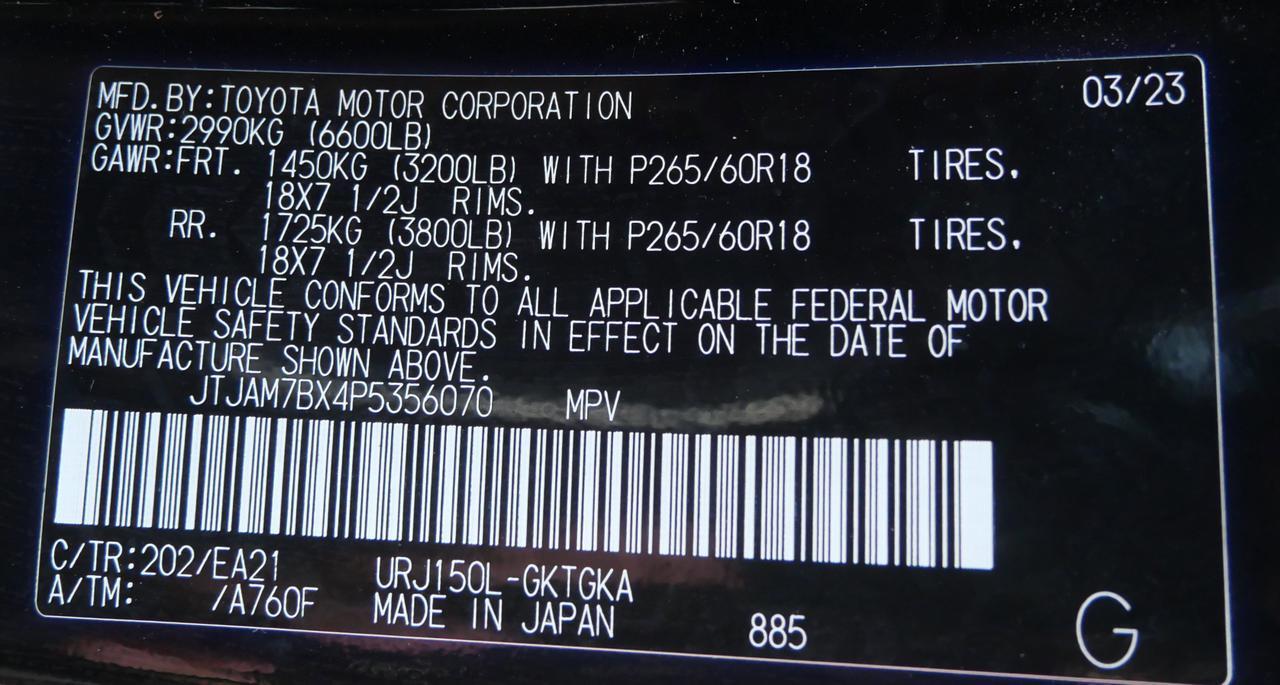 03/23
MFD.BY:TOYOTA MOTOR CORPORATION
GVWR:2990KG (6600LB)
GAWR:FRT. 1450KG (3200LB) WITH P265/60R18 TIRES.
18X7 1/2J RIMS.
RR. 1725KG (3800LB) WITH P265/60R18 TIRES.
18X7 1/2J RIMS.
THIS VEHICLE CONFORMS TO ALL APPLICABLE FEDERAL MOTOR
VEHICLE SAFETY STANDARDS IN EFFECT ON THE DATE OF
MANUFACTURE SHOWN ABOVE.
JTJAM7BX4P5356070 MPV
C/TR:202/EA21 URJ150L-GKTGKA
A/TM: /A760F MADE IN JAPAN 885
G